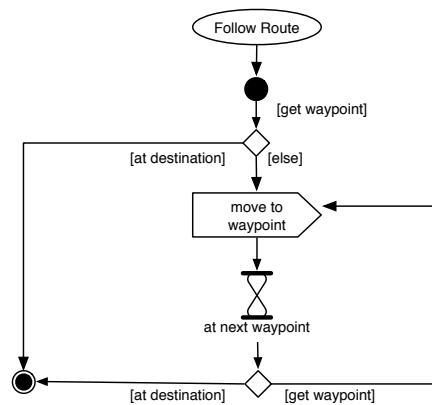 Follow Route
[get waypoint]
[at destination]
[else]
move to
waypoint
at next waypoint
[at destination]
[get waypoint]